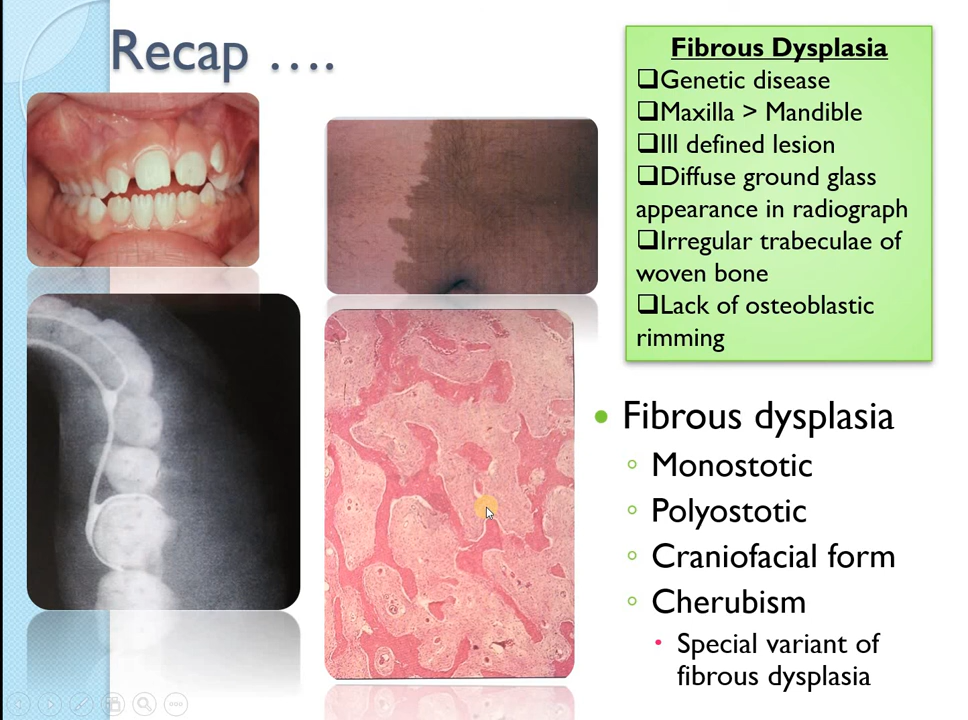 Recap ….
Fibrous Dysplasia
❑Genetic disease
❑Maxilla > Mandible
❑Ill defined lesion
❑Diffuse ground glass
appearance in radiograph
❑Irregular trabeculae of
woven bone
❑Lack of osteoblastic
rimming
• Fibrous dysplasia
◦ Monostotic
◦ Polyostotic
◦ Craniofacial form
◦ Cherubism
• Special variant of
fibrous dysplasia